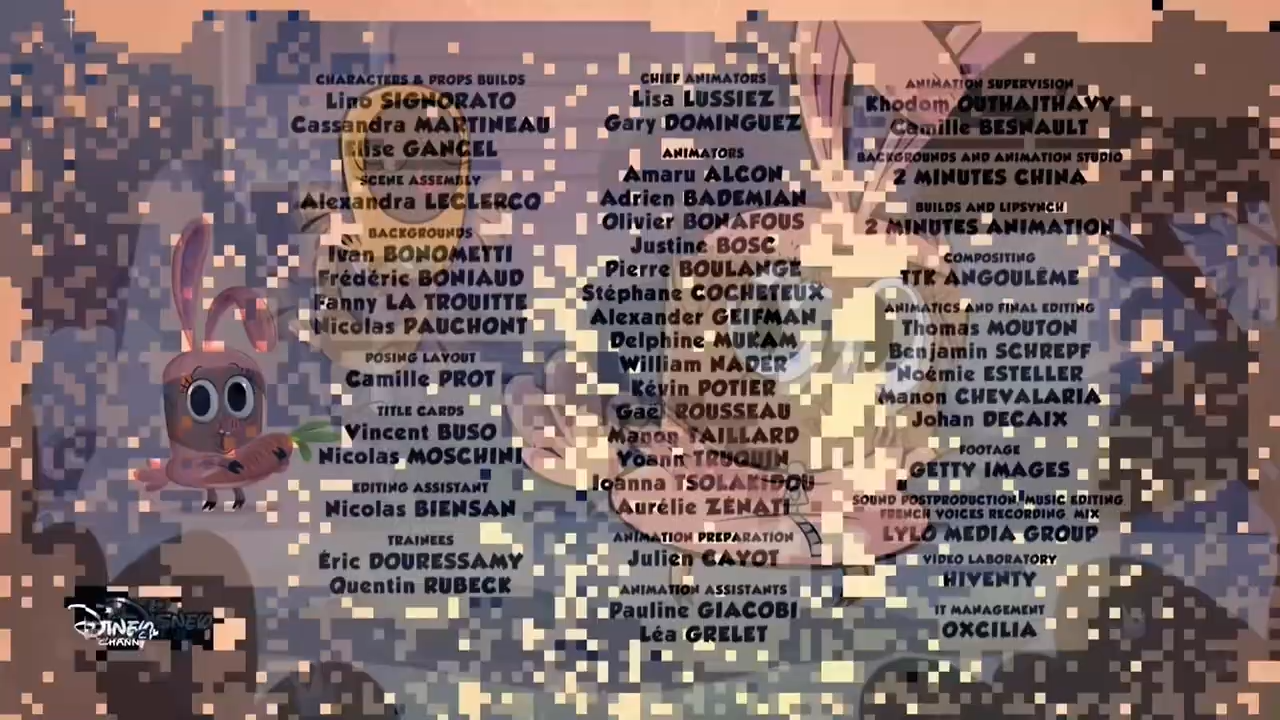 CHARACTERS & PROPS BUILDS
Lino SIGNORATO
Cassandra MARTINEAU
Élise GANCEL
SCENE ASSEMBLY
Alexandra LECLERCQ
BACKGROUNDS
Ivan BONOMETTI
Frédéric BONIAUD
Fanny LA TROUITTE
Nicolas PAUCHONT
POSING LAYOUT
Camille PROT
TITLE CARDS
Vincent BUSO
Nicolas MOSCHINI
EDITING ASSISTANT
Nicolas BIENSAN
TRAINEES
Éric DOURESSAMY
Quentin RUBECK
CHIEF ANIMATORS
Lisa LUSSIEZ
Gary DOMINGUEZ
ANIMATORS
Amaru ALCON
Adrien BADEMIAN
Olivier BONAFOUS
Justine BOSC
Pierre BOULANGE
Stéphane COCHETEUX
Alexander GEIFMAN
Delphine MUKAM
William NADER
Kévin POTIER
Gaël ROUSSEAU
Manon TAILLARD
Yoann TRUQUIN
Ioanna TSOLAKIDOU
Aurélie ZÉNATI
ANIMATION PREPARATION
Julien CAYOT
ANIMATION ASSISTANTS
Pauline GIACOBI
Léa GRELET
ANIMATION SUPERVISION
Khodom OUTHAITHAVY
Camille BESNAULT
BACKGROUNDS AND ANIMATION STUDIO
2 MINUTES CHINA
BUILDS AND LIPSYNCH
2 MINUTES ANIMATION
COMPOSITING
TTK ANGOULÊME
ANIMATICS AND FINAL EDITING
Thomas MOUTON
Benjamin SCHREPF
Noémie ESTELLER
Manon CHEVALARIA
Johan DECAIX
FOOTAGE
GETTY IMAGES
SOUND POSTPRODUCTION, MUSIC EDITING
FRENCH VOICES RECORDING, MIX
LYLO MEDIA GROUP
VIDEO LABORATORY
HIVENTY
IT MANAGEMENT
OXCILIA
DISNEY
CHANNEL